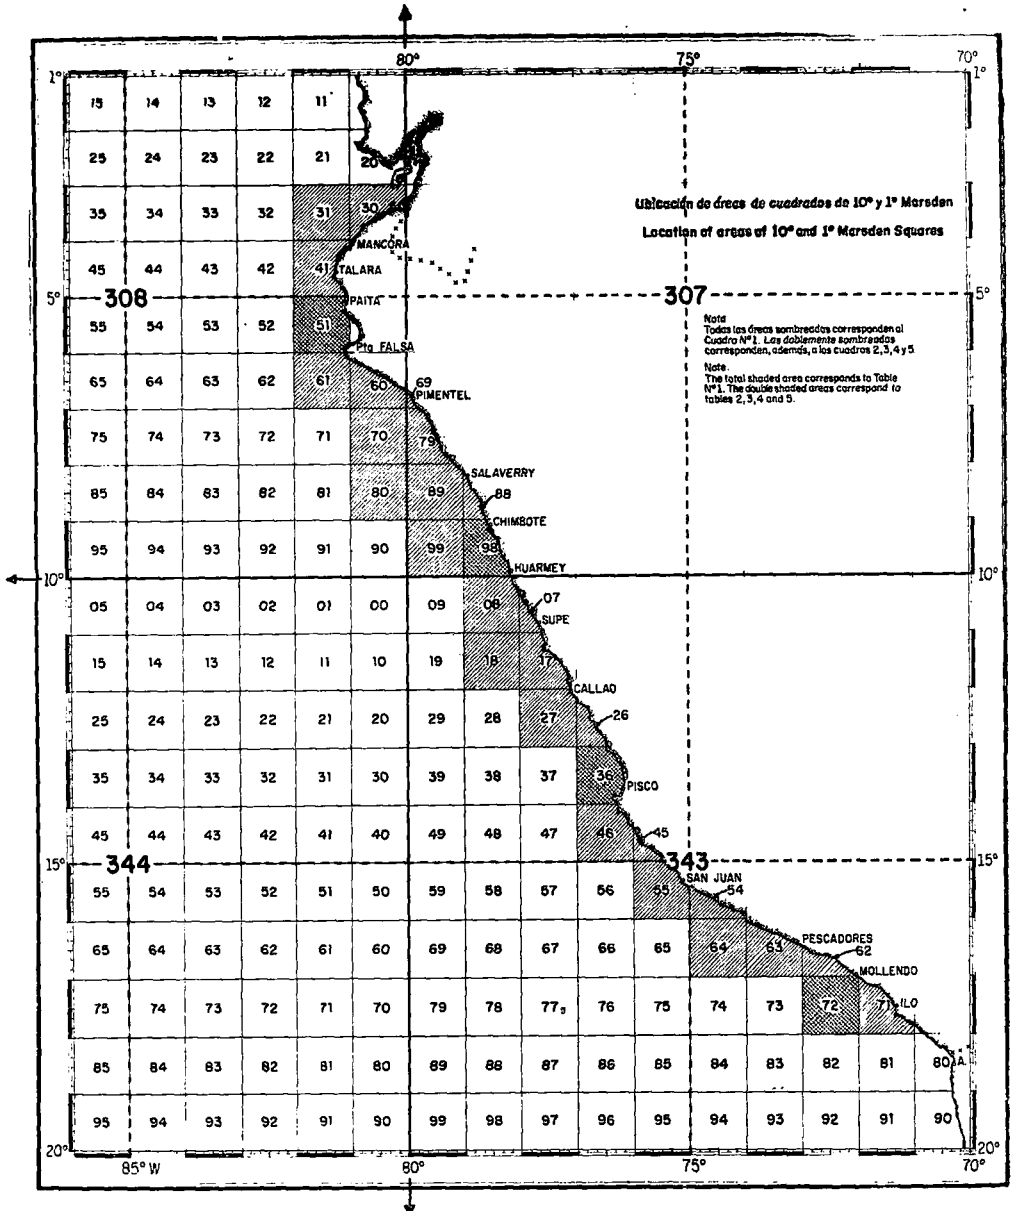 80° 75° 70°
1° 1°
15 14 13 12 11
25 24 23 22 21 20
35 34 33 32 31 30
Ubicación de áreas de cuadrados de 10° y 1° Marsden
Location of areas of 10° and 1° Marsden Squares
MANCORA
45 44 43 42 41 TALARA
5° 308 PAITA 307 5°
55 54 53 52 51
Pta FALSA
Nota
Todas las áreas sombreadas corresponden al
Cuadro N° 1. Las doblemente sombreadas
corresponden, además, a los cuadros 2,3,4 y 5
Note.
The total shaded area corresponds to Table
N° 1. The double shaded areas correspond to
tables 2,3,4 and 5.
65 64 63 62 61 60 69
PIMENTEL
75 74 73 72 71 70 79
SALAVERRY
85 84 83 82 81 80 89 88
CHIMBOTE
95 94 93 92 91 90 99 98
HUARMEY
10° 10°
05 04 03 02 01 00 09 08 07
SUPE
15 14 13 12 11 10 19 18 17
CALLAO
25 24 23 22 21 20 29 28 27 26
35 34 33 32 31 30 39 38 37 36
PISCO
45 44 43 42 41 40 49 48 47 46 45
15° 344 343 15°
SAN JUAN
55 54 53 52 51 50 59 58 57 56 55 54
PESCADORES
65 64 63 62 61 60 69 68 67 66 65 64 63 62
MOLLENDO
75 74 73 72 71 70 79 78 77 76 75 74 73 72 71 ILO
85 84 83 82 81 80 89 88 87 86 85 84 83 82 81 80
95 94 93 92 91 90 99 98 97 96 95 94 93 92 91 90
20° 20°
85° W 80° 75° 70°